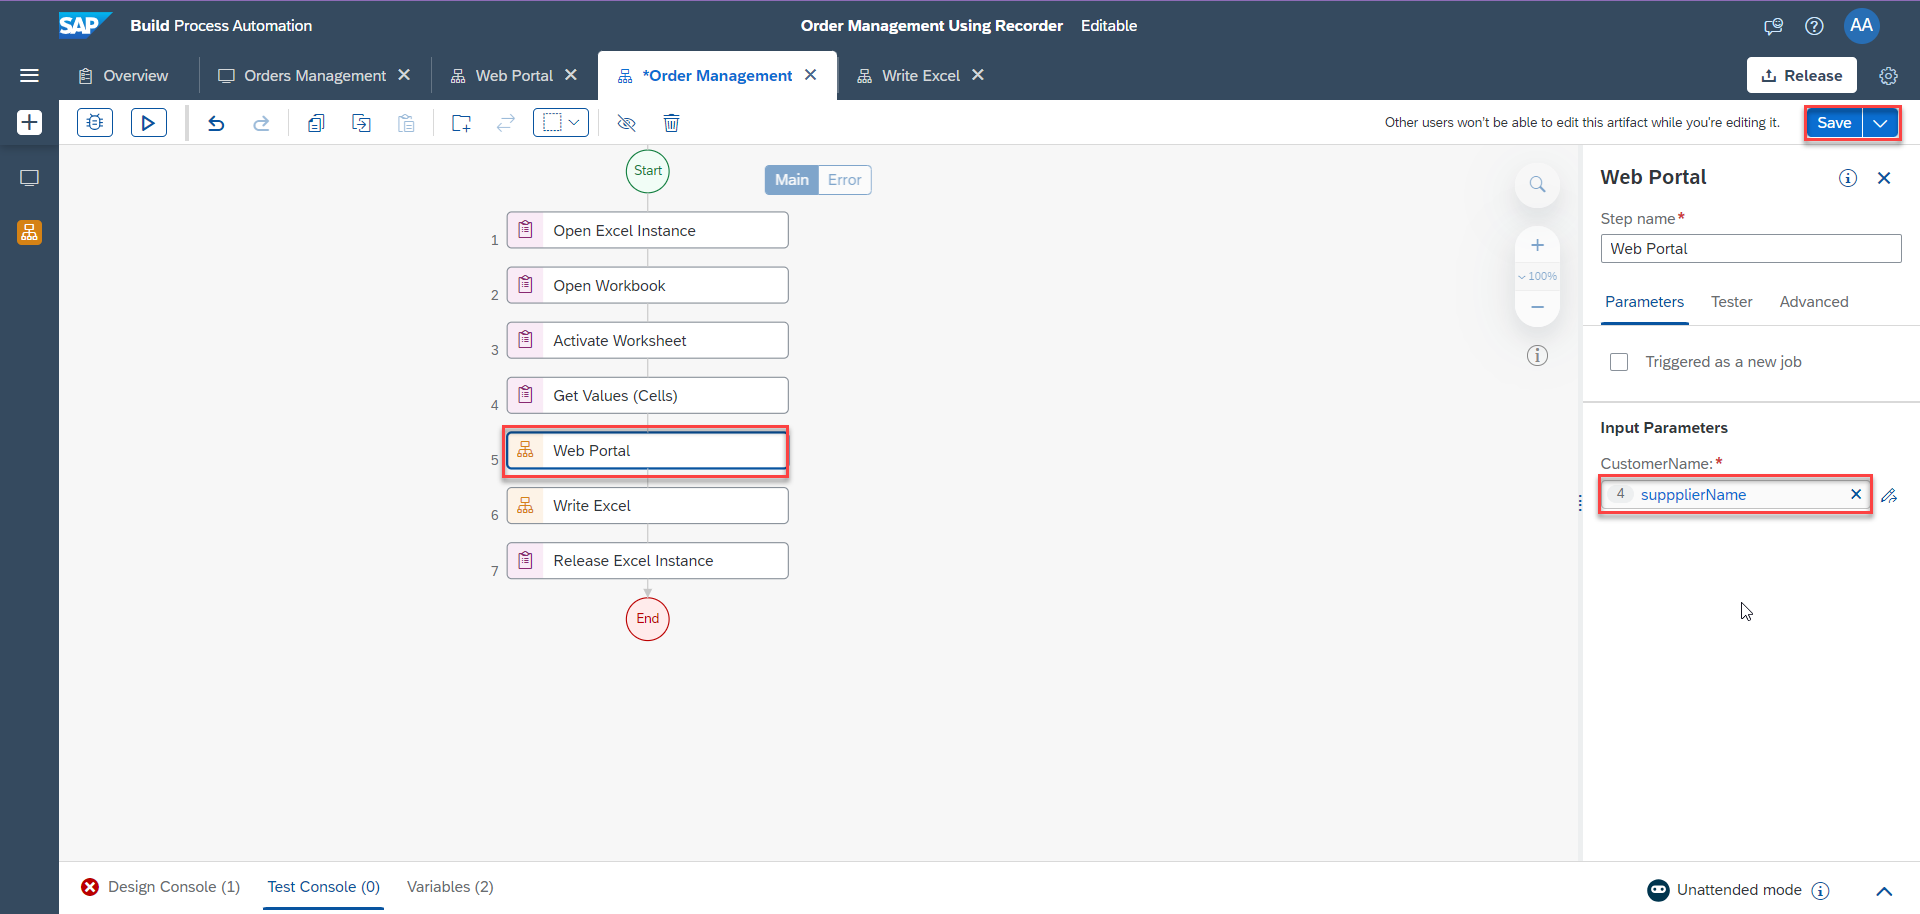 SAP Build Process Automation
Order Management Using Recorder Editable
AA
Overview
Orders Management
Web Portal
*Order Management
Write Excel
Release
Other users won't be able to edit this artifact while you're editing it.
Save
Start
Main Error
1 Open Excel Instance
2 Open Workbook
3 Activate Worksheet
4 Get Values (Cells)
5 Web Portal
6 Write Excel
7 Release Excel Instance
End
100%
Web Portal
Step name*
Web Portal
Parameters Tester Advanced
Triggered as a new job
Input Parameters
CustomerName:*
4 suppplierName
Design Console (1) Test Console (0) Variables (2)
Unattended mode